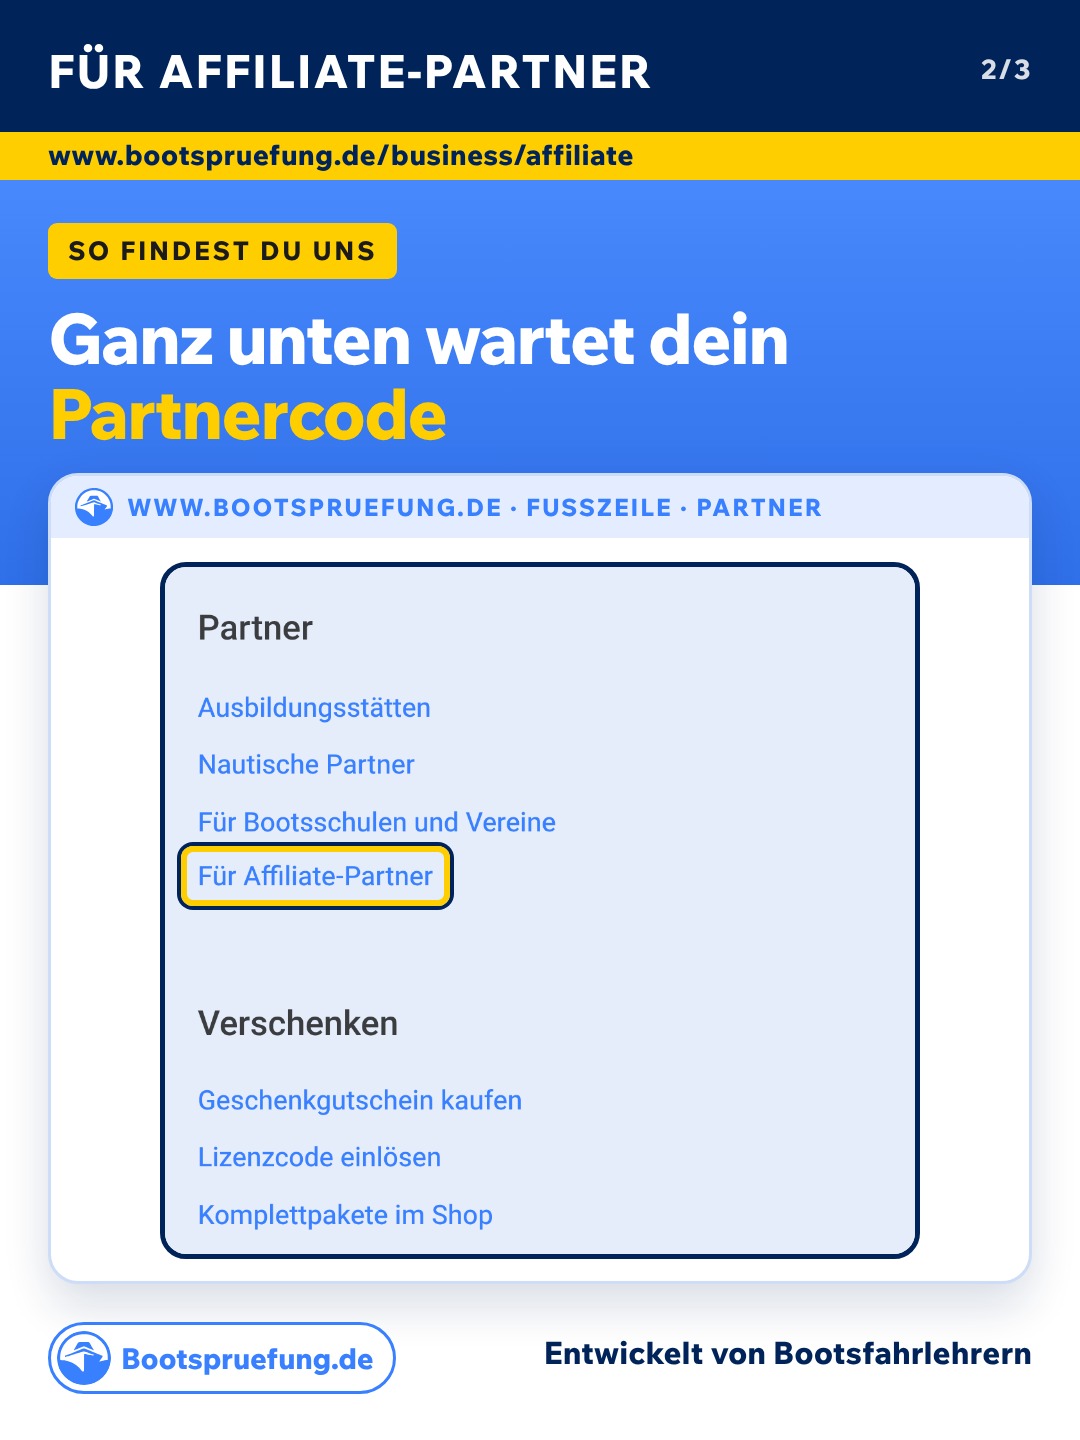 FÜR AFFILIATE-PARTNER
2/3
www.bootspruefung.de/business/affiliate
SO FINDEST DU UNS
Ganz unten wartet dein
Partnercode
WWW.BOOTSPRUEFUNG.DE · FUSSZEILE · PARTNER
Partner
Ausbildungsstätten
Nautische Partner
Für Bootsschulen und Vereine
Für Affiliate-Partner
Verschenken
Geschenkgutschein kaufen
Lizenzcode einlösen
Komplettpakete im Shop
Bootspruefung.de
Entwickelt von Bootsfahrlehrern